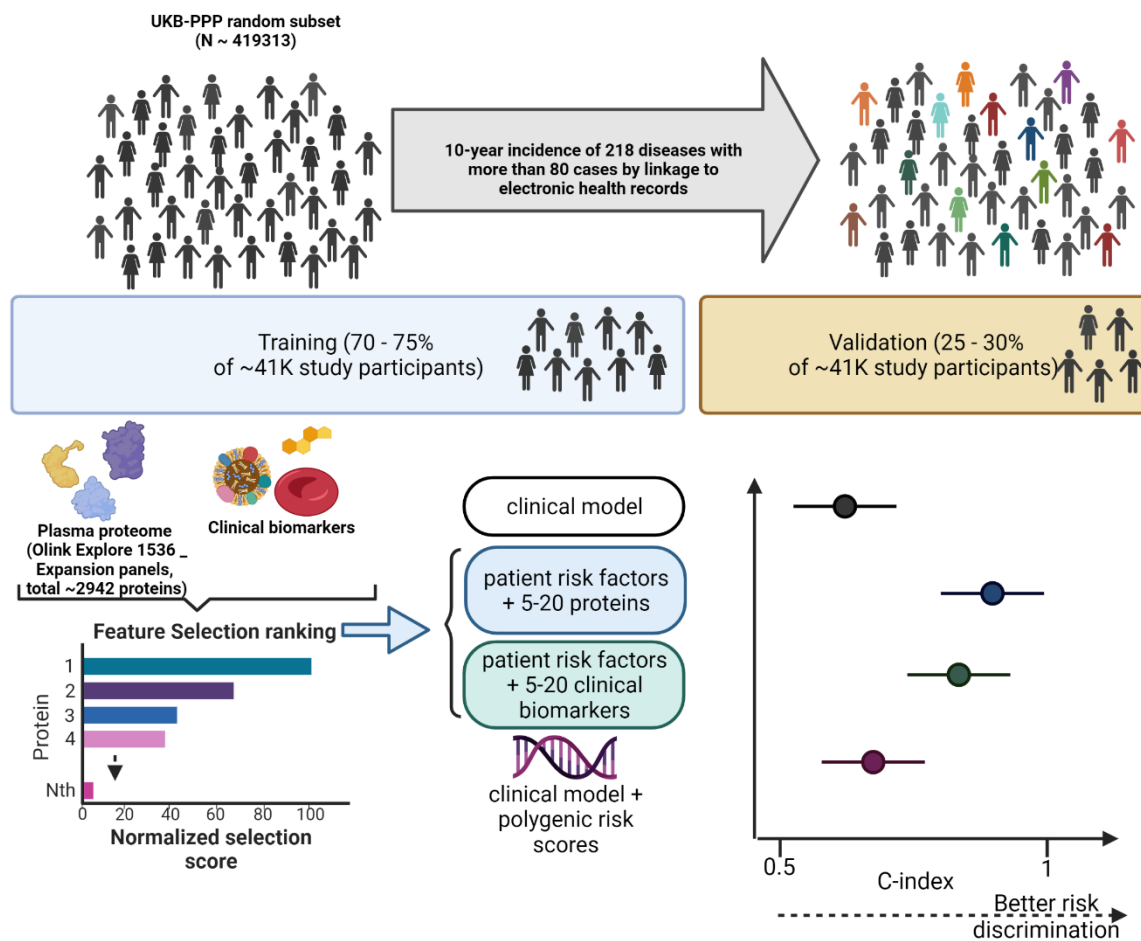 UKB-PPP random subset
(N ~ 419313)
10-year incidence of 218 diseases with
more than 80 cases by linkage to
electronic health records
Training (70 - 75%
of ~41K study participants)
Validation (25 - 30%
of ~41K study participants)
Plasma proteome
(Olink Explore 1536 _
Expansion panels,
total ~2942 proteins)
Clinical biomarkers
Feature Selection ranking
Protein
1
2
3
4
Nth
0
20
40
60
80
100
Normalized selection
score
clinical model
patient risk factors
+ 5-20 proteins
patient risk factors
+ 5-20 clinical
biomarkers
clinical model +
polygenic risk
scores
0.5
1
C-index
Better risk
discrimination